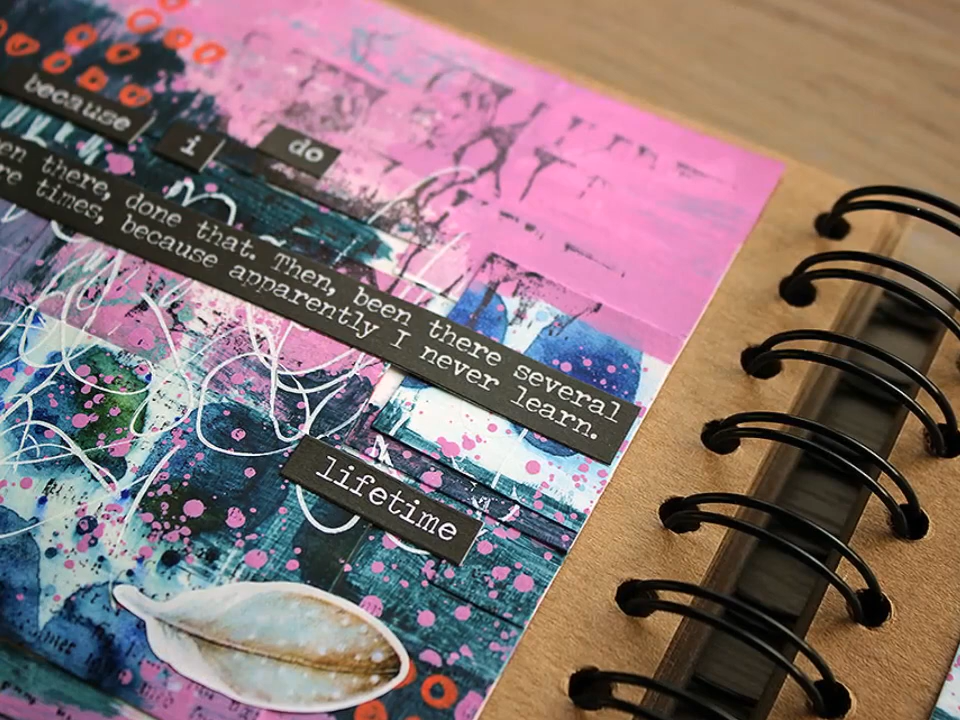 because
i
do
en there, done that. Then, been there several
re times, because apparently I never learn.
lifetime